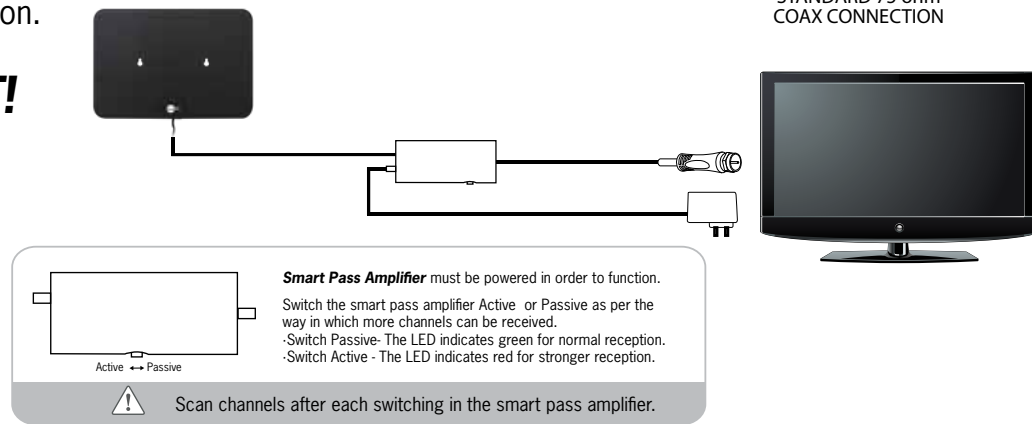 on.
COAX CONNECTION
Smart Pass Amplifier must be powered in order to function.
Switch the smart pass amplifier Active or Passive as per the
way in which more channels can be received.
·Switch Passive- The LED indicates green for normal reception.
·Switch Active - The LED indicates red for stronger reception.
Active ↔ Passive
Scan channels after each switching in the smart pass amplifier.